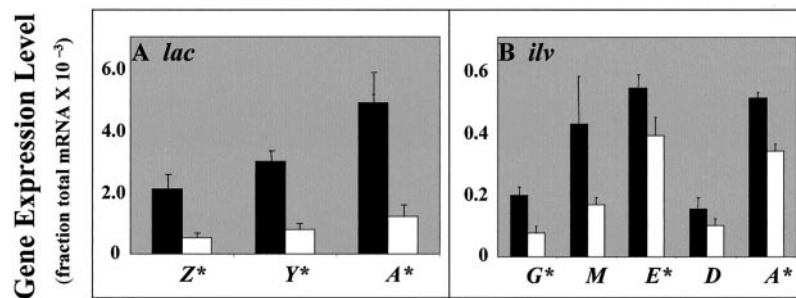 Gene Expression Level
(fraction total mRNA X 10⁻³)
A lac
6.0
4.0
2.0
0
Z* Y* A*
B ilv
0.6
0.4
0.2
0
G* M E* D A*